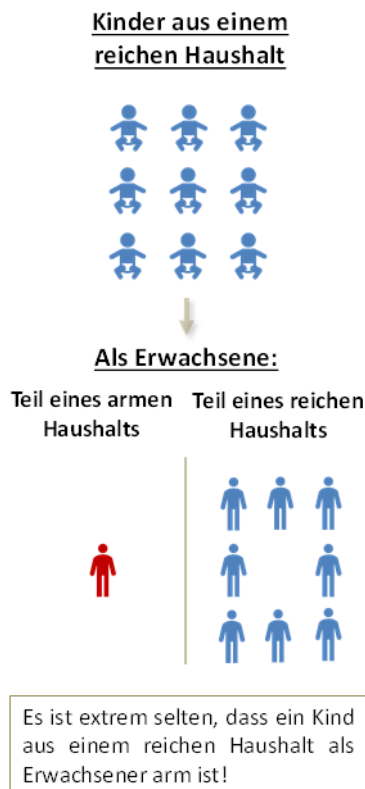 Kinder aus einem
reichen Haushalt
Als Erwachsene:
Teil eines armen
Haushalts
Teil eines reichen
Haushalts
Es ist extrem selten, dass ein Kind
aus einem reichen Haushalt als
Erwachsener arm ist!